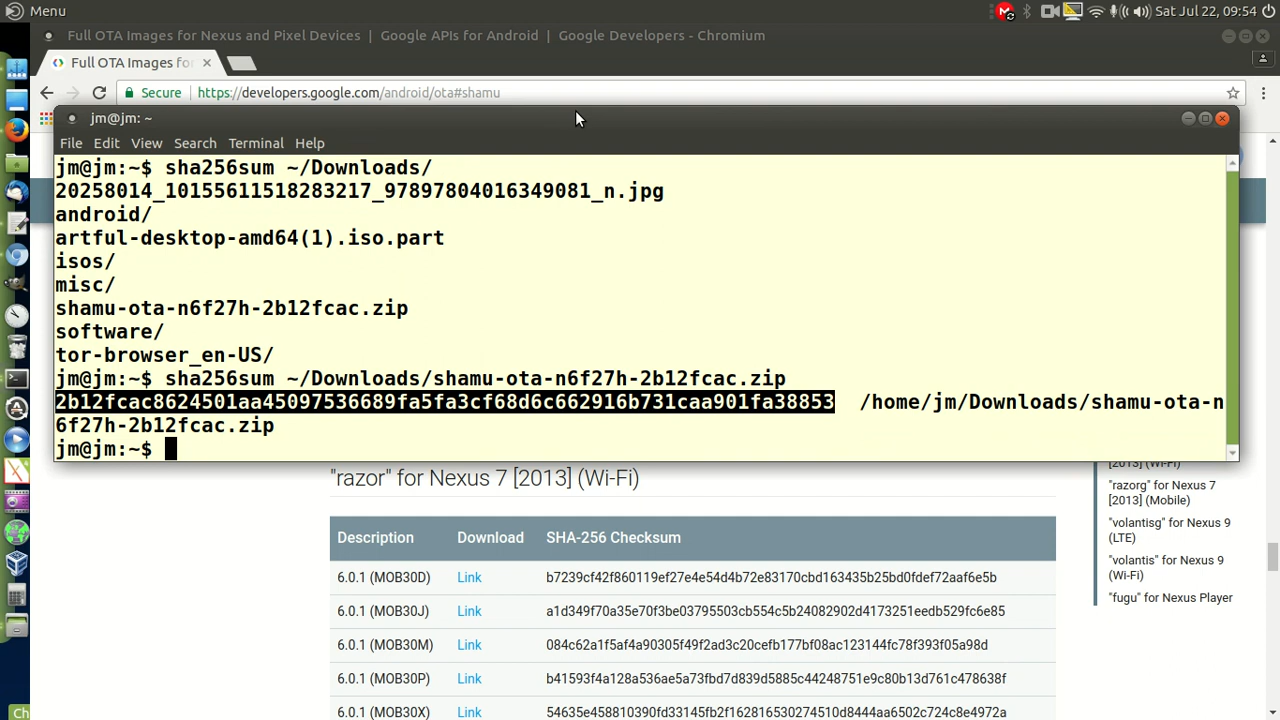 Menu
Sat Jul 22, 09:54
Full OTA Images for Nexus and Pixel Devices | Google APIs for Android | Google Developers - Chromium
Full OTA Images fo
Secure https://developers.google.com/android/ota#shamu
jm@jm: ~
File Edit View Search Terminal Help
jm@jm:~$ sha256sum ~/Downloads/
20258014_10155611518283217_97897804016349081_n.jpg
android/
artful-desktop-amd64(1).iso.part
isos/
misc/
shamu-ota-n6f27h-2b12fcac.zip
software/
tor-browser_en-US/
jm@jm:~$ sha256sum ~/Downloads/shamu-ota-n6f27h-2b12fcac.zip
2b12fcac8624501aa45097536689fa5fa3cf68d6c662916b731caa901fa38853 /home/jm/Downloads/shamu-ota-n
6f27h-2b12fcac.zip
jm@jm:~$
"razor" for Nexus 7 [2013] (Wi-Fi)
Description Download SHA-256 Checksum
6.0.1 (MOB30D) Link b7239cf42f860119ef27e4e54d4b72e83170cbd163435b25bd0fdef72aaf6e5b
6.0.1 (MOB30J) Link a1d349f70a35e70f3be03795503cb554c5b24082902d4173251eedb529fc6e85
6.0.1 (MOB30M) Link 084c62a1f5af4a90305f49f2ad3c20cefb177bf08ac123144fc78f393f05a98d
6.0.1 (MOB30P) Link b41593f4a128a536ae5a73fbd7d839d5885c44248751e9c80b13d761c478638f
6.0.1 (MOB30X) Link 54635e458810390fd33145fb2f162816530274510d8444aa6502c724c8e4972a
[2013] (Wi-Fi)
"razorg" for Nexus 7
[2013] (Mobile)
"volantisg" for Nexus 9
(LTE)
"volantis" for Nexus 9
(Wi-Fi)
"fugu" for Nexus Player
Ch